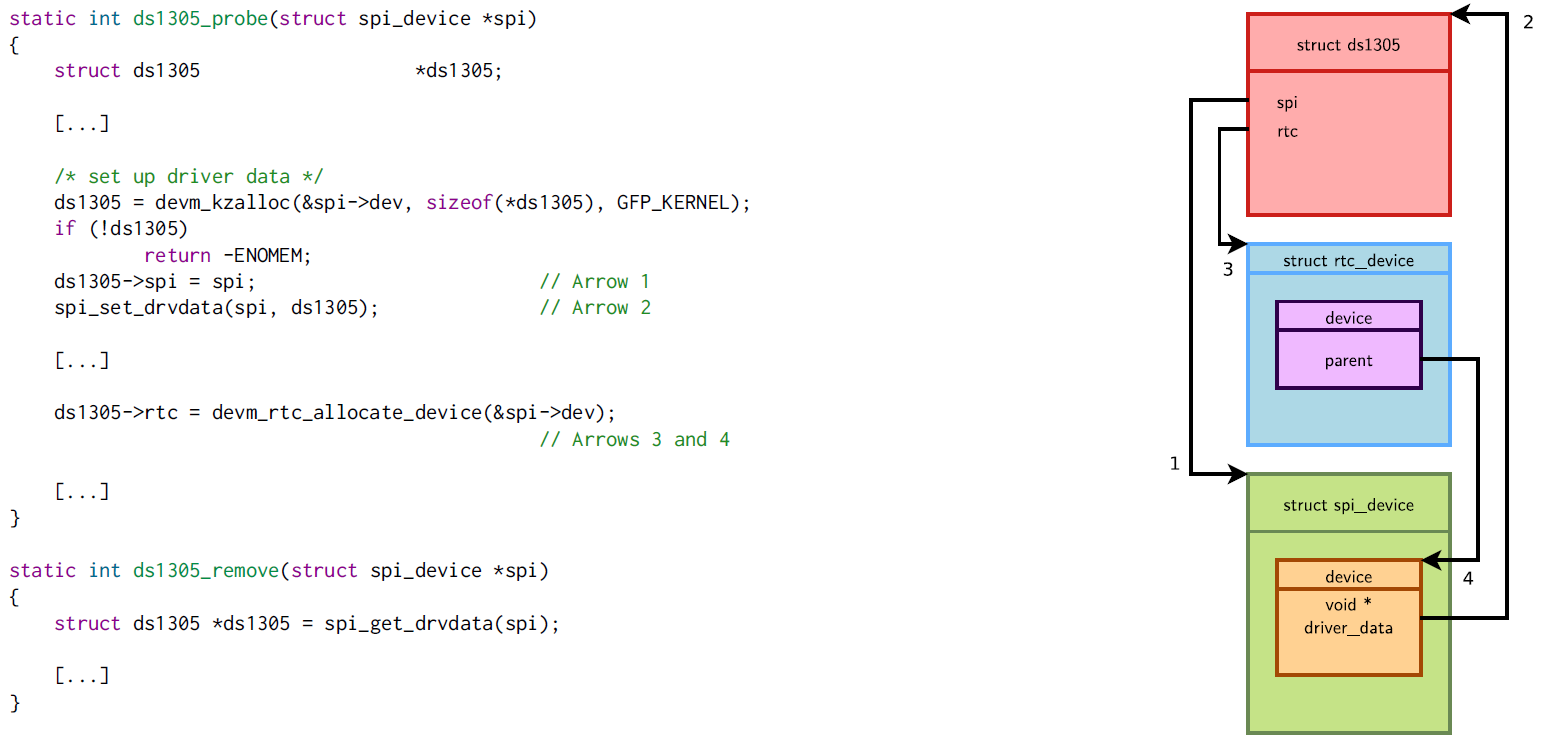 static int ds1305_probe(struct spi_device *spi)
{
    struct ds1305                   *ds1305;

    [...]

    /* set up driver data */
    ds1305 = devm_kzalloc(&spi->dev, sizeof(*ds1305), GFP_KERNEL);
    if (!ds1305)
            return -ENOMEM;
    ds1305->spi = spi;                         // Arrow 1
    spi_set_drvdata(spi, ds1305);              // Arrow 2

    [...]

    ds1305->rtc = devm_rtc_allocate_device(&spi->dev);
                                               // Arrows 3 and 4

    [...]
}

static int ds1305_remove(struct spi_device *spi)
{
    struct ds1305 *ds1305 = spi_get_drvdata(spi);

    [...]
}
2
struct ds1305
spi
rtc
3
struct rtc_device
device
parent
1
struct spi_device
4
device
void *
driver_data